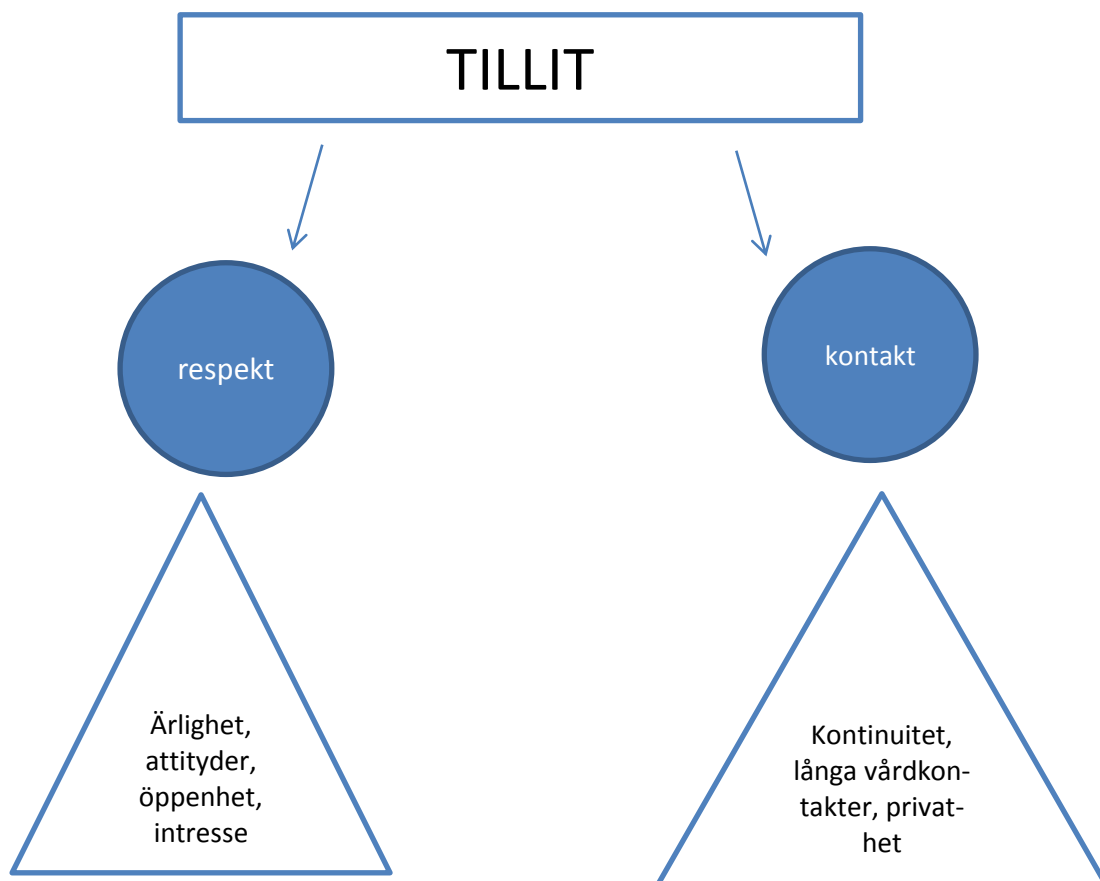 TILLIT
respekt
kontakt
Ärlighet,
attityder,
öppenhet,
intresse
Kontinuitet,
långa vårdkon-
takter, privat-
het